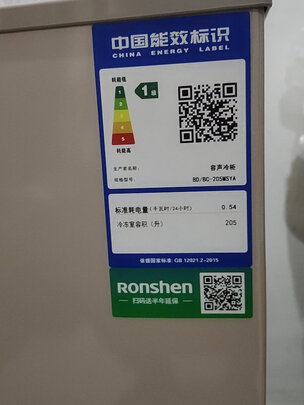 中国能效标识
CHINA ENERGY LABEL
耗最低
1 1级
2
3
4
5
耗能高
生产者名称: 容声冷柜
规格型号: BD/BC-205MSYA
标准耗电量(千瓦时/24小时) 0.54
冷冻室容积(升) 205
依据国家标准: GB 12021.2-2015
Ronshen
扫码送半年延保